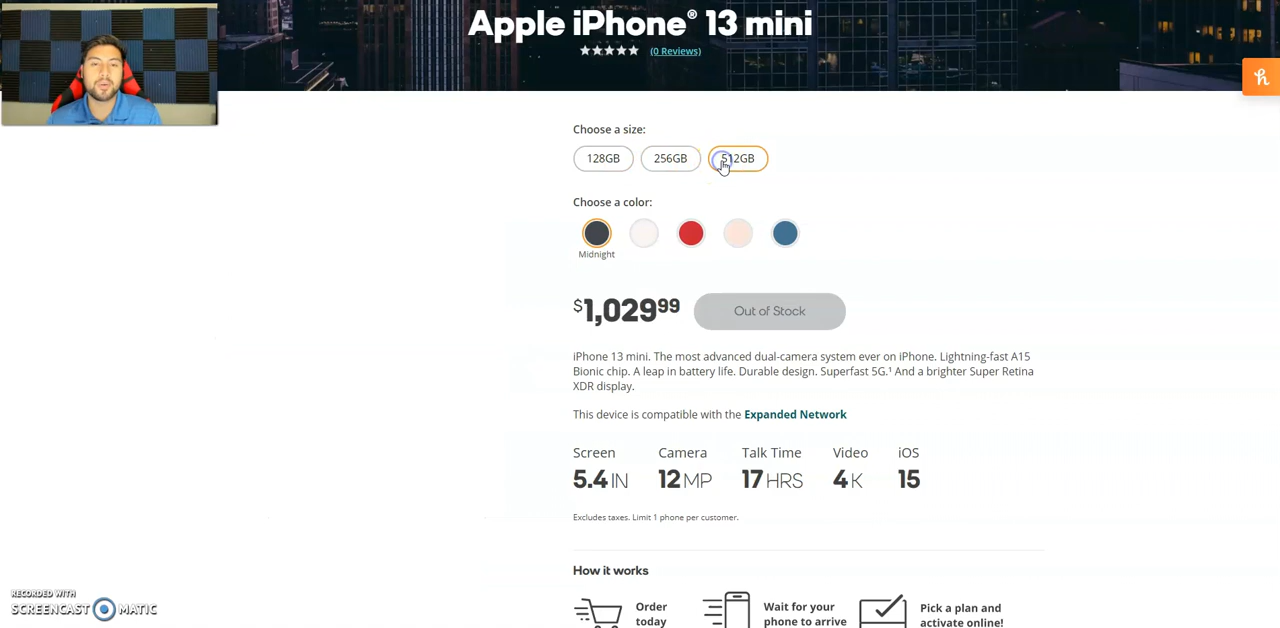 Apple iPhone® 13 mini
(0 Reviews)
Choose a size:
128GB
256GB
512GB
Choose a color:
Midnight
$1,029.99
Out of Stock
iPhone 13 mini. The most advanced dual-camera system ever on iPhone. Lightning-fast A15
Bionic chip. A leap in battery life. Durable design. Superfast 5G.¹ And a brighter Super Retina
XDR display.
This device is compatible with the Expanded Network
Screen Camera Talk Time Video iOS
5.4 IN 12 MP 17 HRS 4 K 15
Excludes taxes. Limit 1 phone per customer.
How it works
Order
today
Wait for your
phone to arrive
Pick a plan and
activate online!
RECORDED WITH
SCREENCAST MATIC